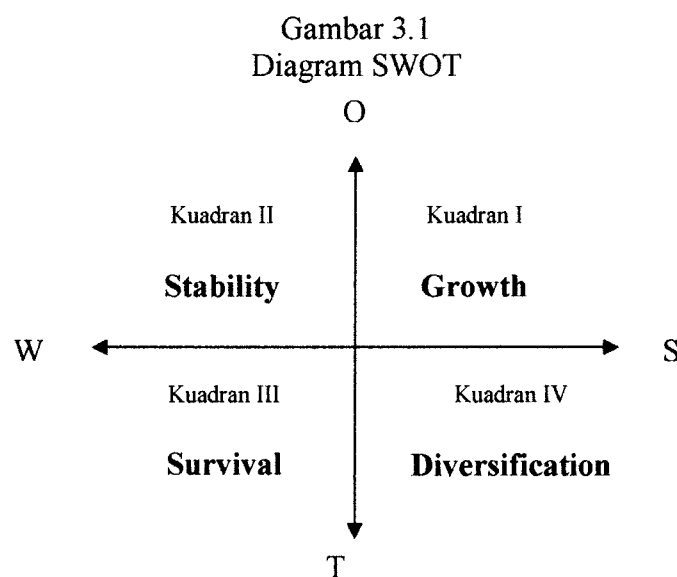 Gambar 3.1
Diagram SWOT
O
Kuadran II
Kuadran I
Stability
Growth
W
S
Kuadran III
Kuadran IV
Survival
Diversification
T